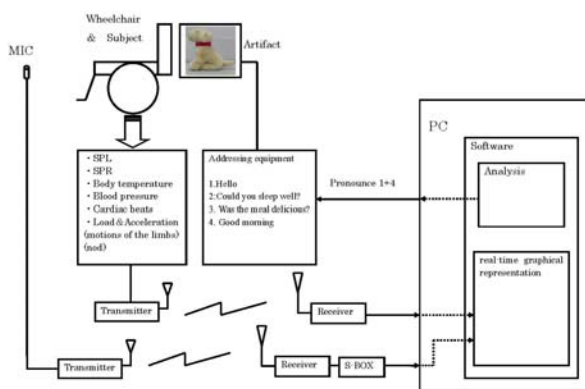 Wheelchair
& Subject
MIC
Artifact
PC
Software
Analysis
・SPL
・SPR
・Body temperature
・Blood pressure
・Cardiac beats
・Load&Acceleration
(motions of the limbs)
(nod)
Addressing equipment
1.Hello
2:Could you sleep well?
3. Was the meal delicious?
4. Good morning
Pronounce 1+4
real-time graphical
representation
Transmitter
Receiver
Transmitter
Receiver
S-BOX